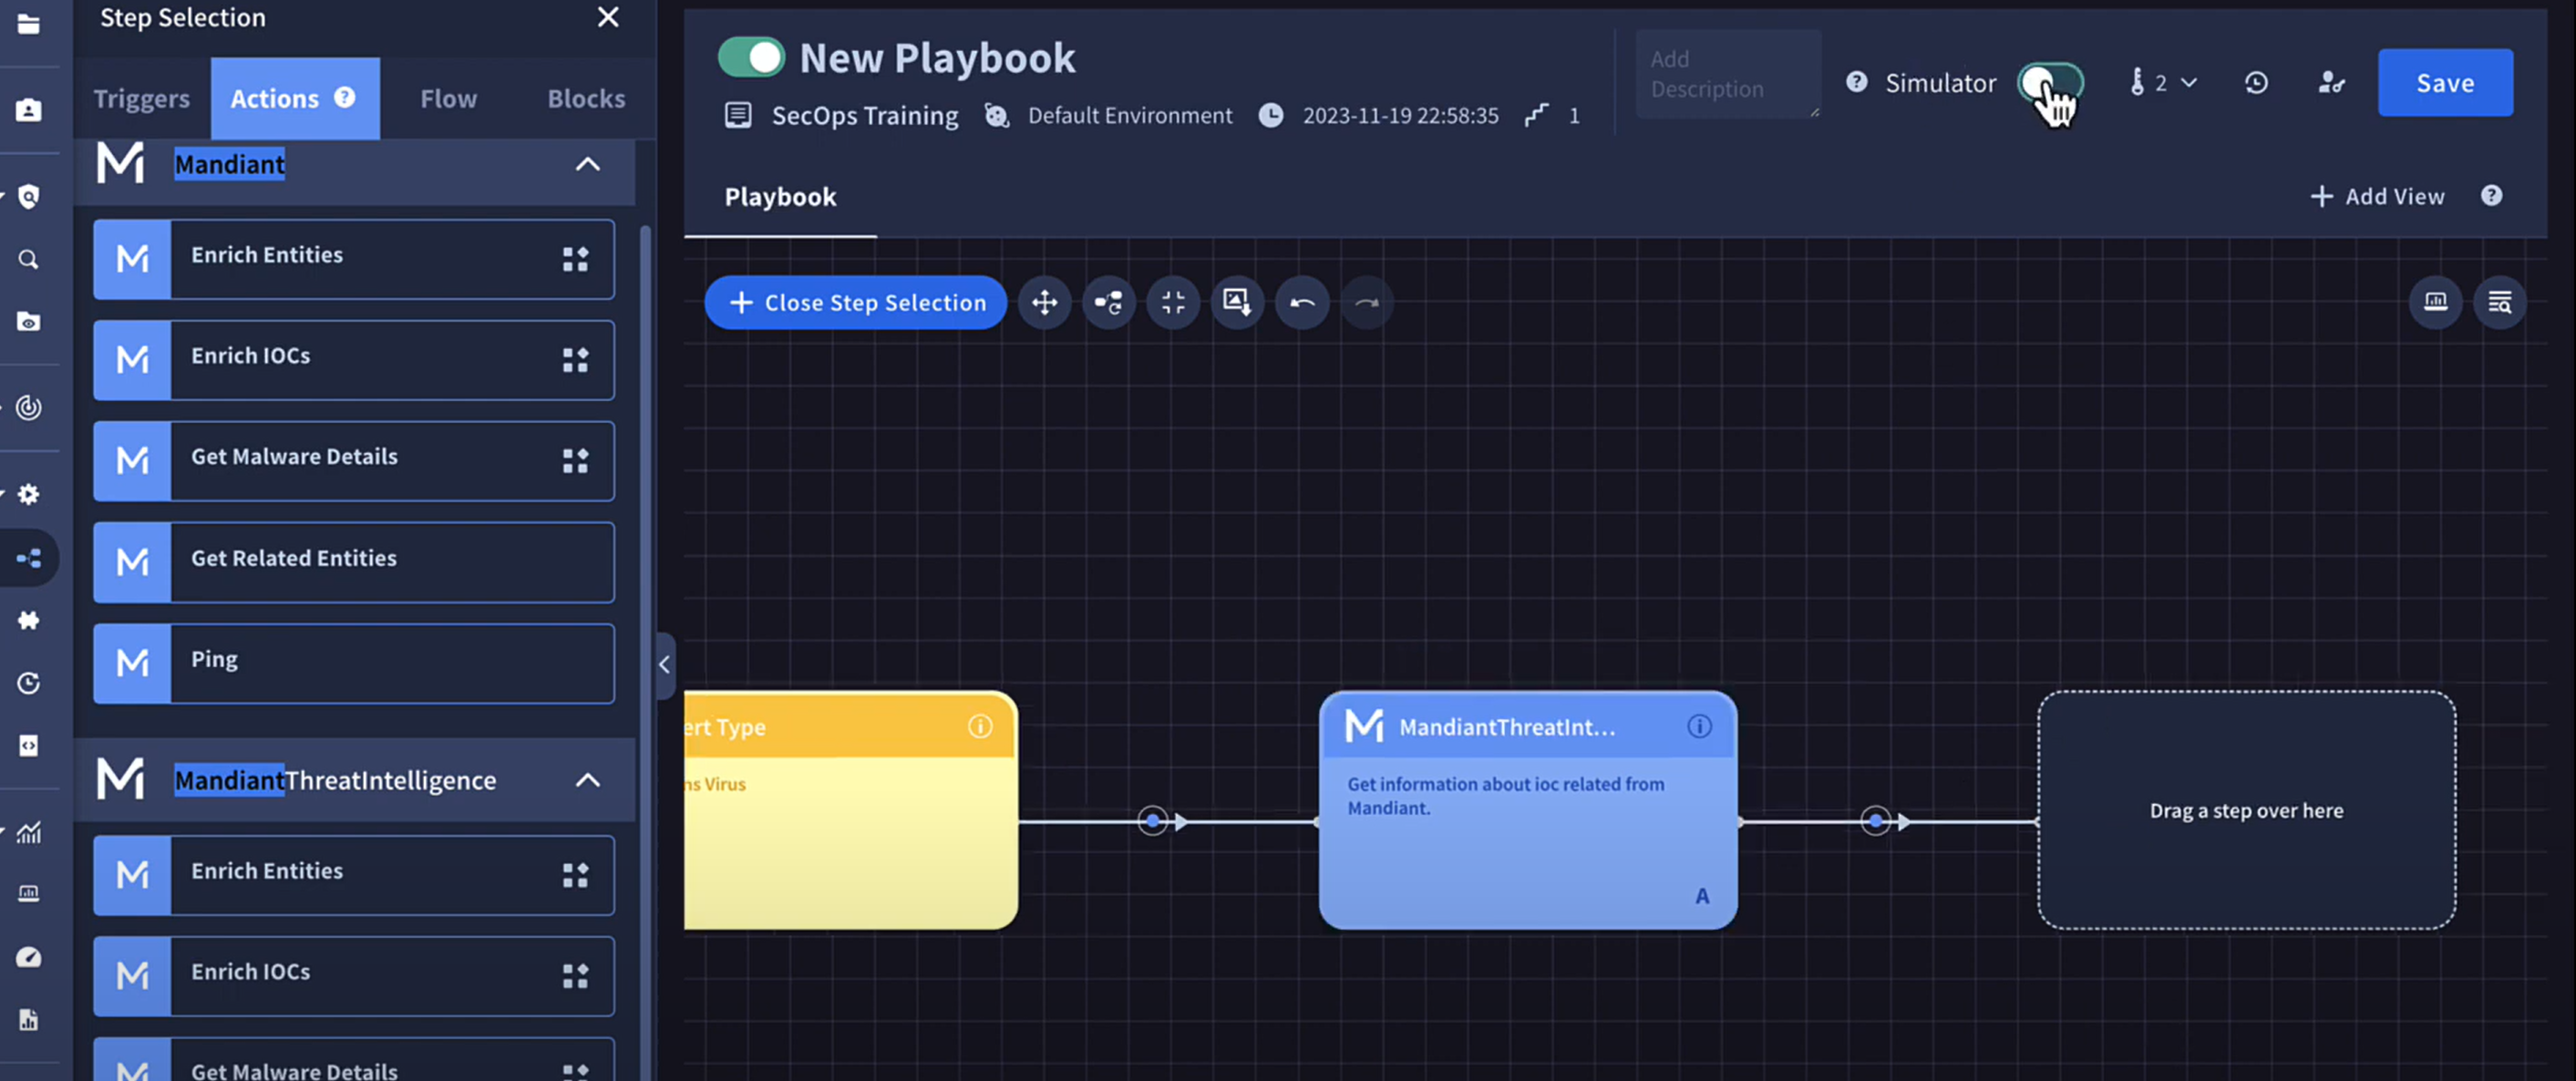 Step Selection
Triggers
Actions
Flow
Blocks
Mandiant
Enrich Entities
Enrich IOCs
Get Malware Details
Get Related Entities
Ping
MandiantThreatIntelligence
Enrich Entities
Enrich IOCs
Get Malware Details
New Playbook
SecOps Training
Default Environment
2023-11-19 22:58:35
1
Add
Description
Simulator
2
Save
Playbook
+ Add View
+ Close Step Selection
ert Type
ns Virus
MandiantThreatInt...
Get information about ioc related from
Mandiant.
A
Drag a step over here